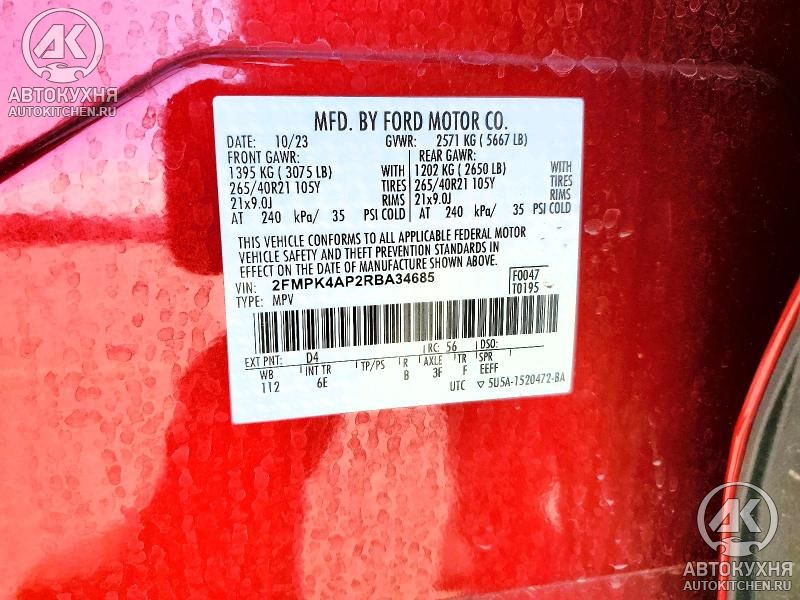 AK
АВТОКУХНЯ
AUTOKITCHEN.RU
MFD. BY FORD MOTOR CO.
DATE: 10/23 GVWR: 2571 KG ( 5667 LB)
FRONT GAWR: REAR GAWR:
1395 KG ( 3075 LB) WITH 1202 KG ( 2650 LB) WITH
265/40R21 105Y TIRES 265/40R21 105Y TIRES
21x9.0J RIMS 21x9.0J RIMS
AT 240 kPa/ 35 PSI COLD AT 240 kPa/ 35 PSI COLD
THIS VEHICLE CONFORMS TO ALL APPLICABLE FEDERAL MOTOR
VEHICLE SAFETY AND THEFT PREVENTION STANDARDS IN
EFFECT ON THE DATE OF MANUFACTURE SHOWN ABOVE.
VIN: 2FMPK4AP2RBA34685 F0047
TYPE: MPV T0195
EXT PNT: D4 RC: 56 DSO:
WB INT TR TP/PS R AXLE TR SPR
112 6E B 3F F EEFF
UTC ▽ 5U5A-1520472-BA
AK
АВТОКУХНЯ
AUTOKITCHEN.RU